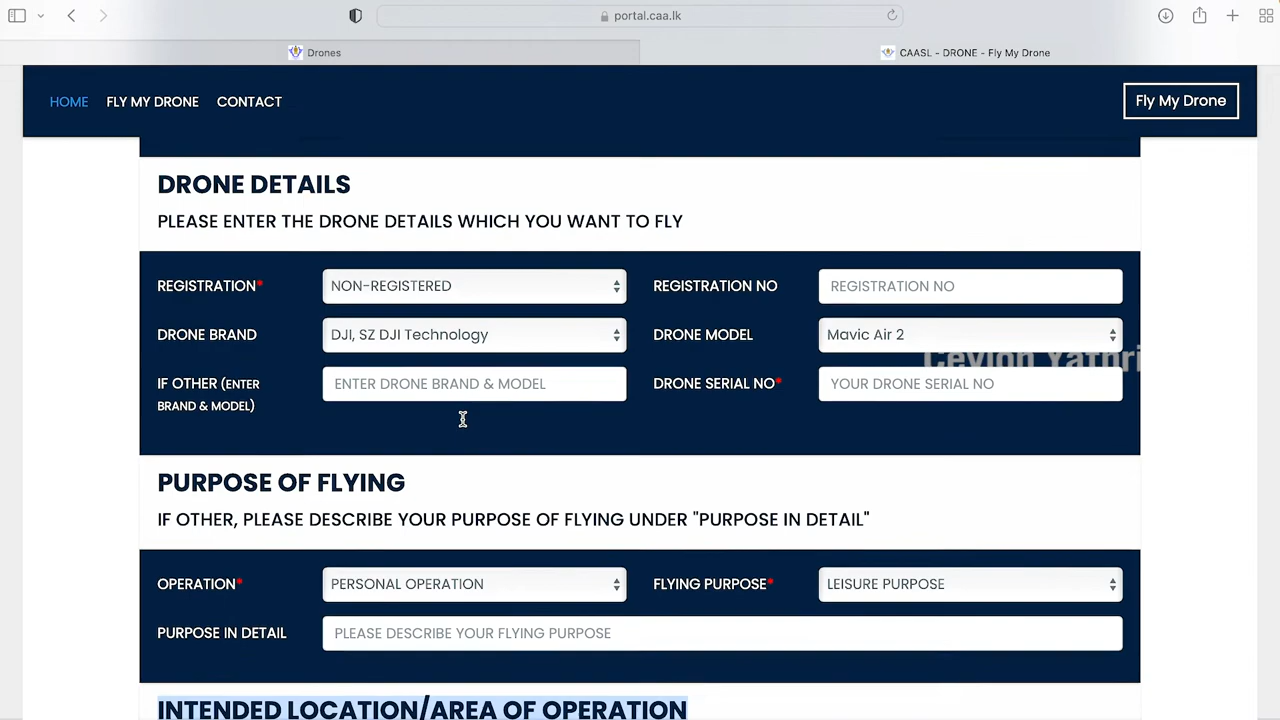 portal.caa.lk
Drones
CAASL - DRONE - Fly My Drone
HOME FLY MY DRONE CONTACT
Fly My Drone
DRONE DETAILS
PLEASE ENTER THE DRONE DETAILS WHICH YOU WANT TO FLY
REGISTRATION* NON-REGISTERED REGISTRATION NO REGISTRATION NO
DRONE BRAND DJI, SZ DJI Technology DRONE MODEL Mavic Air 2
Ceylon Yathri
IF OTHER (ENTER ENTER DRONE BRAND & MODEL DRONE SERIAL NO* YOUR DRONE SERIAL NO
BRAND & MODEL)
PURPOSE OF FLYING
IF OTHER, PLEASE DESCRIBE YOUR PURPOSE OF FLYING UNDER "PURPOSE IN DETAIL"
OPERATION* PERSONAL OPERATION FLYING PURPOSE* LEISURE PURPOSE
PURPOSE IN DETAIL PLEASE DESCRIBE YOUR FLYING PURPOSE
INTENDED LOCATION/AREA OF OPERATION